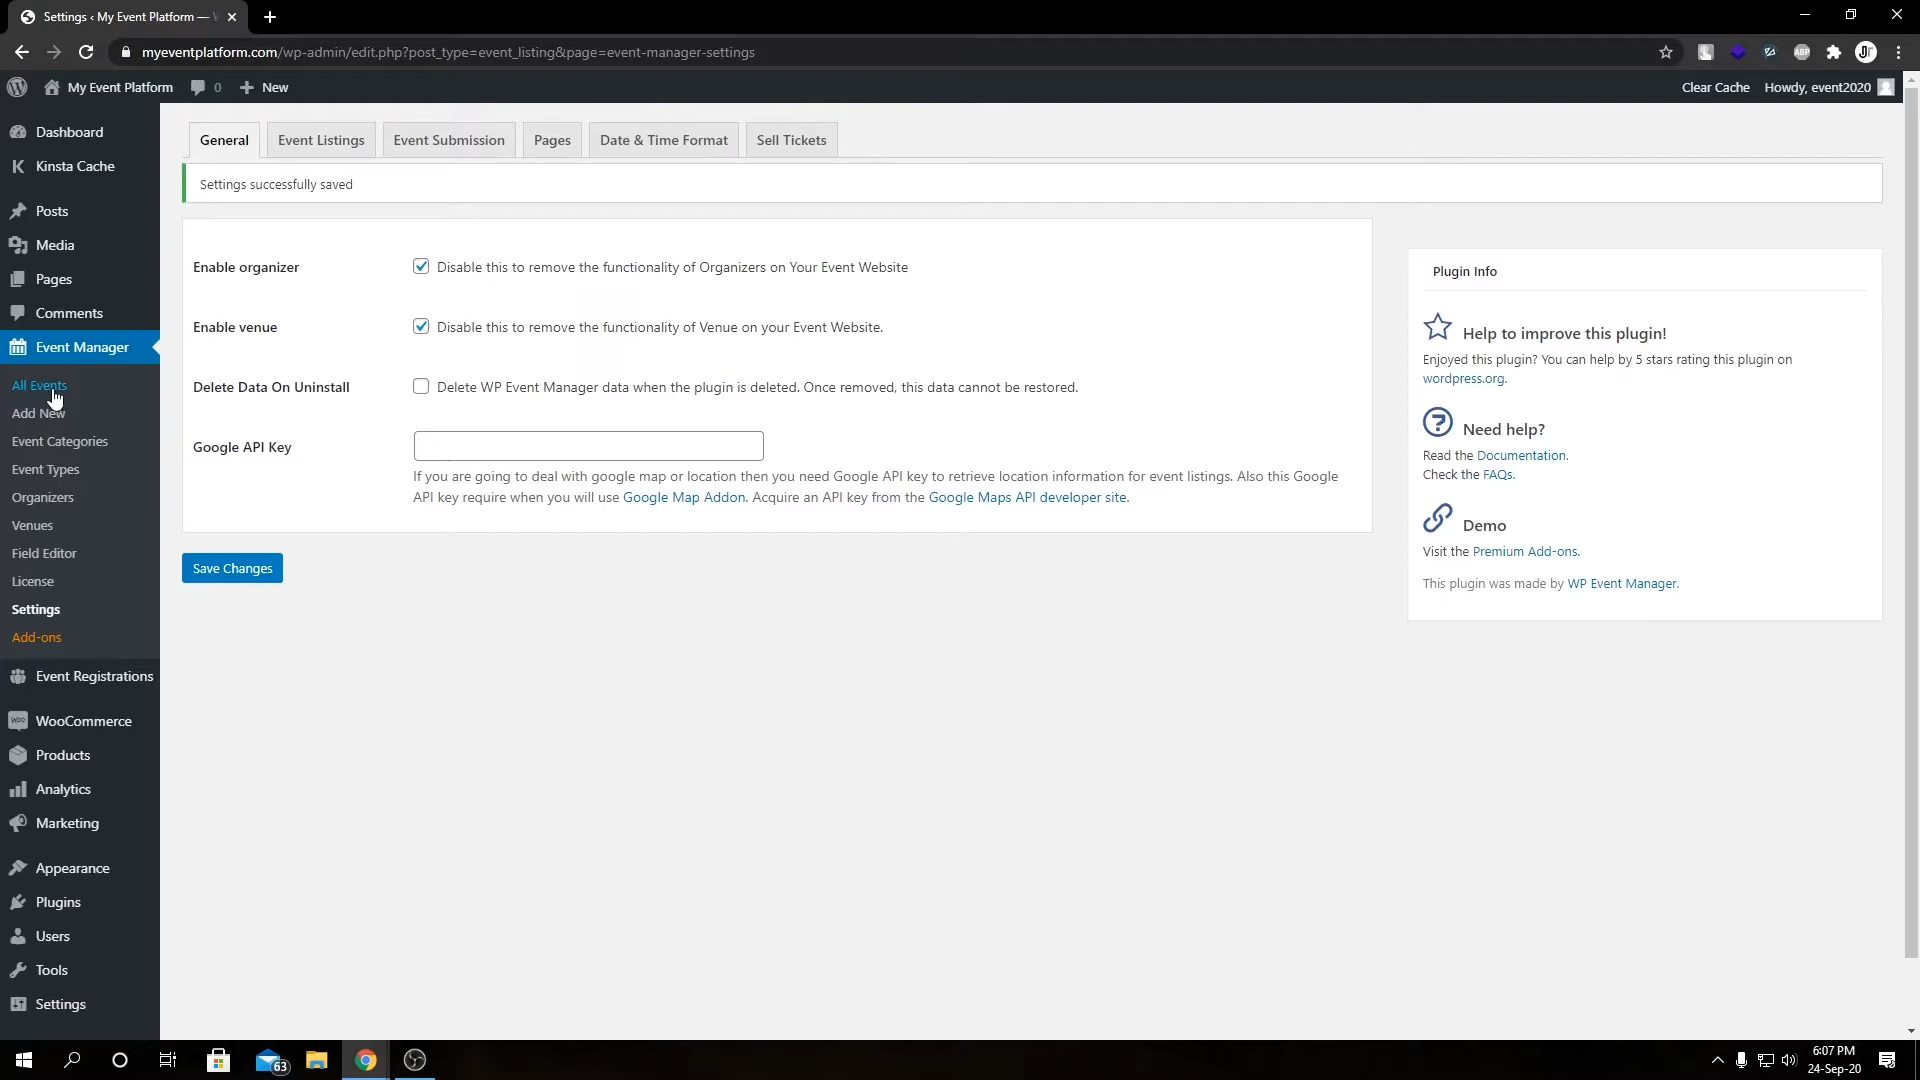 Settings ‹ My Event Platform —
myeventplatform.com/wp-admin/edit.php?post_type=event_listing&page=event-manager-settings
ABP
My Event Platform
0
New
Clear Cache
Howdy, event2020
Dashboard
Kinsta Cache
Posts
Media
Pages
Comments
Event Manager
All Events
Add New
Event Categories
Event Types
Organizers
Venues
Field Editor
License
Settings
Add-ons
Event Registrations
WooCommerce
Products
Analytics
Marketing
Appearance
Plugins
Users
Tools
Settings
General
Event Listings
Event Submission
Pages
Date & Time Format
Sell Tickets
Settings successfully saved
Enable organizer
Disable this to remove the functionality of Organizers on Your Event Website
Enable venue
Disable this to remove the functionality of Venue on your Event Website.
Delete Data On Uninstall
Delete WP Event Manager data when the plugin is deleted. Once removed, this data cannot be restored.
Google API Key
If you are going to deal with google map or location then you need Google API key to retrieve location information for event listings. Also this Google
API key require when you will use Google Map Addon. Acquire an API key from the Google Maps API developer site.
Save Changes
Plugin Info
Help to improve this plugin!
Enjoyed this plugin? You can help by 5 stars rating this plugin on
wordpress.org.
Need help?
Read the Documentation.
Check the FAQs.
Demo
Visit the Premium Add-ons.
This plugin was made by WP Event Manager.
63
6:07 PM
24-Sep-20